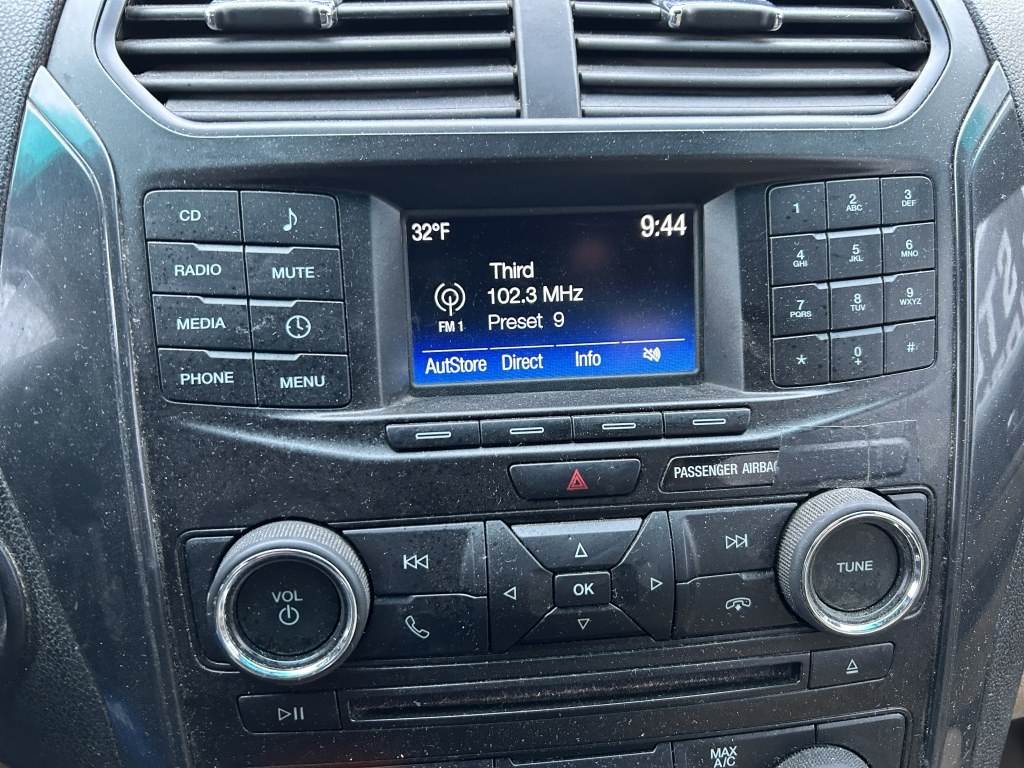 32°F
9:44
Third
102.3 MHz
FM 1
Preset 9
AutStore Direct Info
CD
RADIO
MUTE
MEDIA
PHONE
MENU
1
2
ABC
3
DEF
4
GHI
5
JKL
6
MNO
7
PQRS
8
TUV
9
WXYZ
*
0
+
#
PASSENGER AIRBAG
VOL
OK
TUNE
MAX
A/C